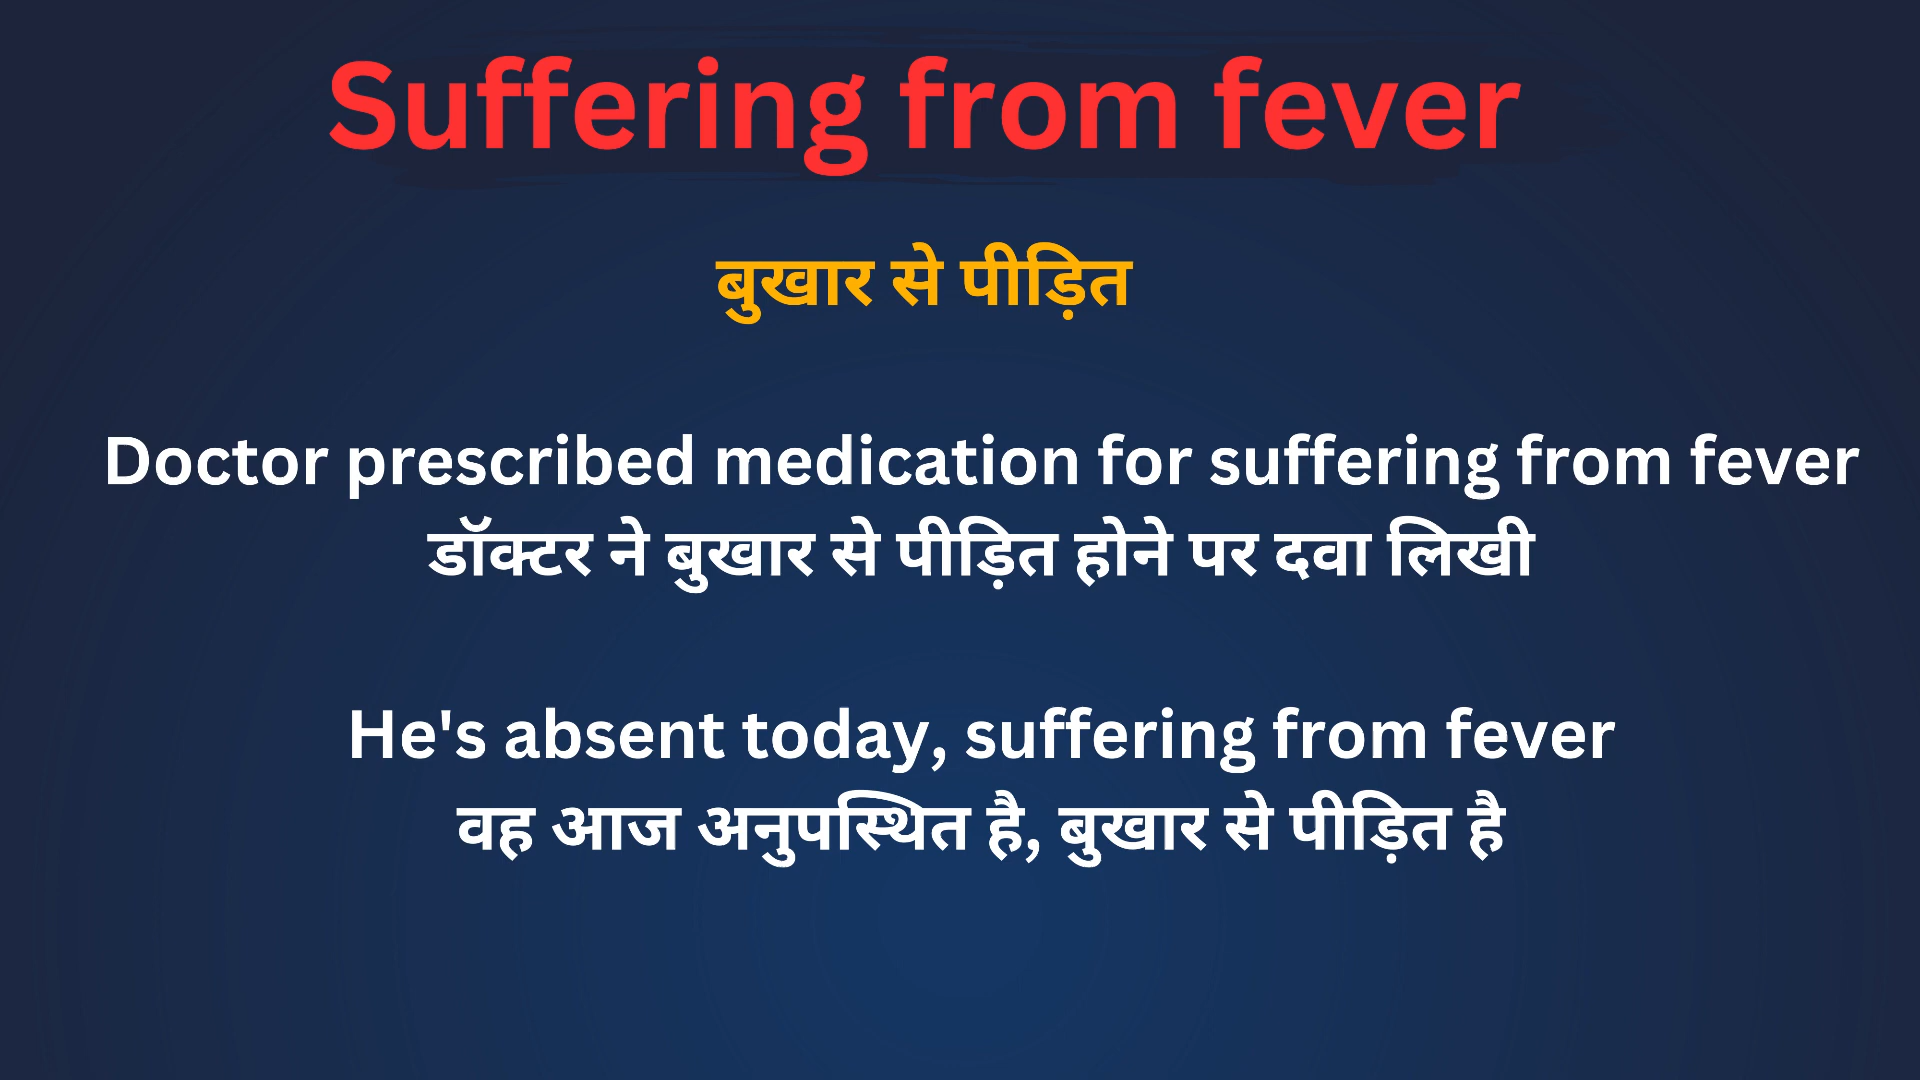 Suffering from fever
बुखार से पीड़ित
Doctor prescribed medication for suffering from fever
डॉक्टर ने बुखार से पीड़ित होने पर दवा लिखी
He's absent today, suffering from fever
वह आज अनुपस्थित है, बुखार से पीड़ित है